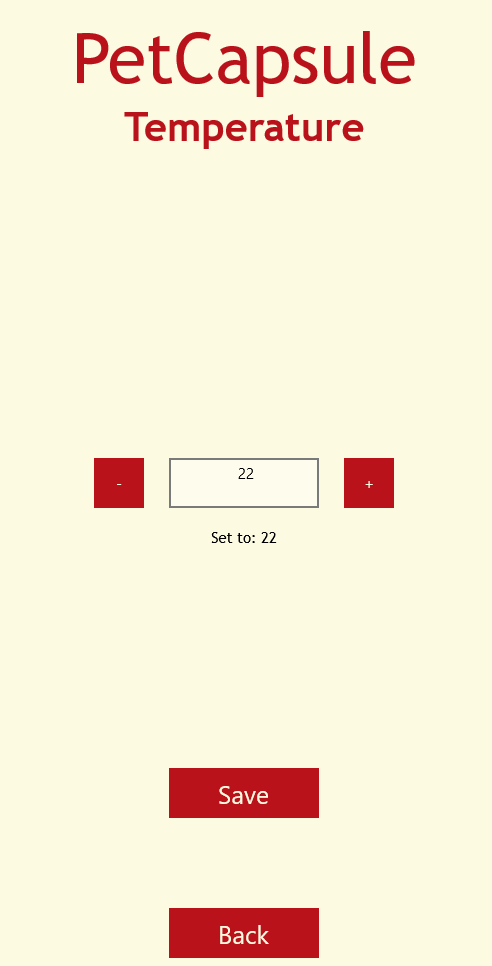 PetCapsule
Temperature
- 22 +
Set to: 22
Save
Back